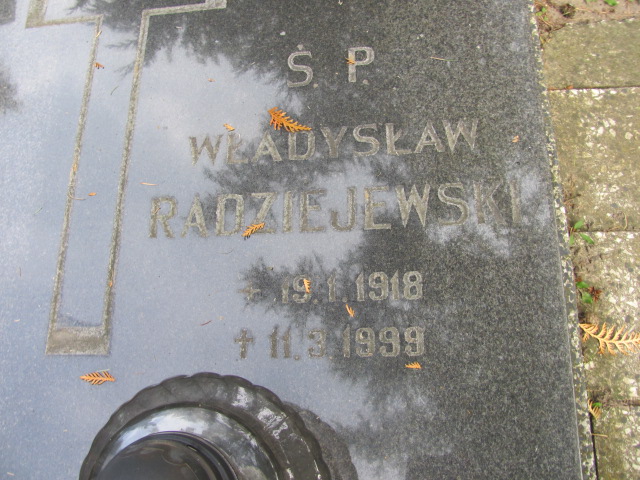 Ś. P.
WŁADYSŁAW
RADZIEJEWSKI
* 19. 1. 1918
† 11. 3. 1999